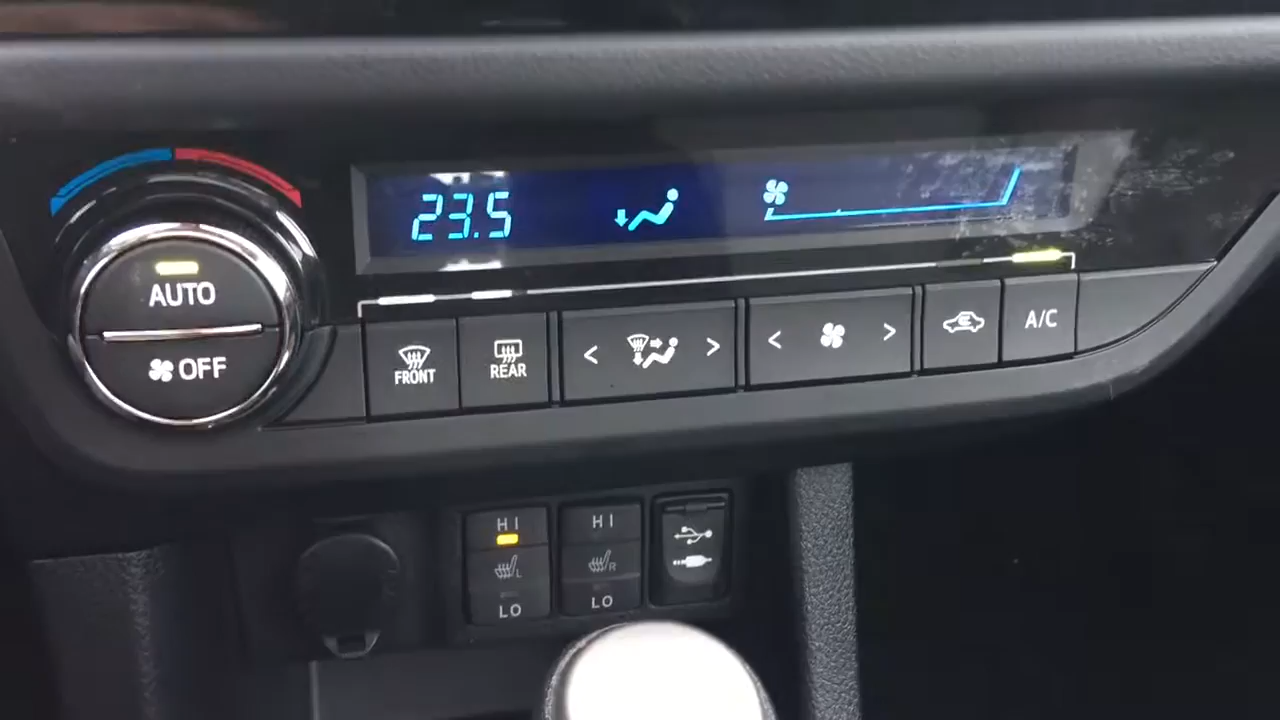 23.5
AUTO
OFF
FRONT
REAR
< >
< >
A/C
HI
L
LO
HI
R
LO